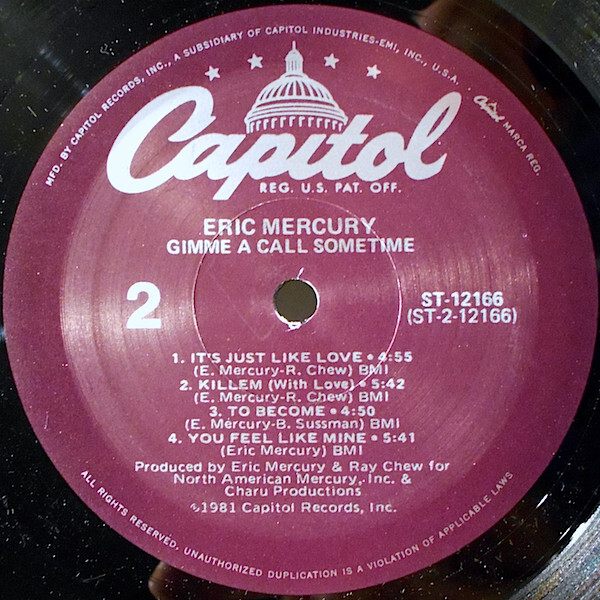 MFD. BY CAPITOL RECORDS, INC., A SUBSIDIARY OF CAPITOL INDUSTRIES-EMI, INC., U.S.A.
Capitol MARCA REG.
Capitol
REG. U.S. PAT. OFF.
ERIC MERCURY
GIMME A CALL SOMETIME
2
ST-12166
(ST-2-12166)
1. IT'S JUST LIKE LOVE • 4:55
(E. Mercury-R. Chew) BMI
2. KILLEM (With Love) • 5:42
(E. Mercury-R. Chew) BMI
3. TO BECOME • 4:50
(E. Mercury-B. Sussman) BMI
4. YOU FEEL LIKE MINE • 5:41
(Eric Mercury) BMI
Produced by Eric Mercury & Ray Chew for
North American Mercury, Inc. &
Charu Productions
℗1981 Capitol Records, Inc.
ALL RIGHTS RESERVED. UNAUTHORIZED DUPLICATION IS A VIOLATION OF APPLICABLE LAWS